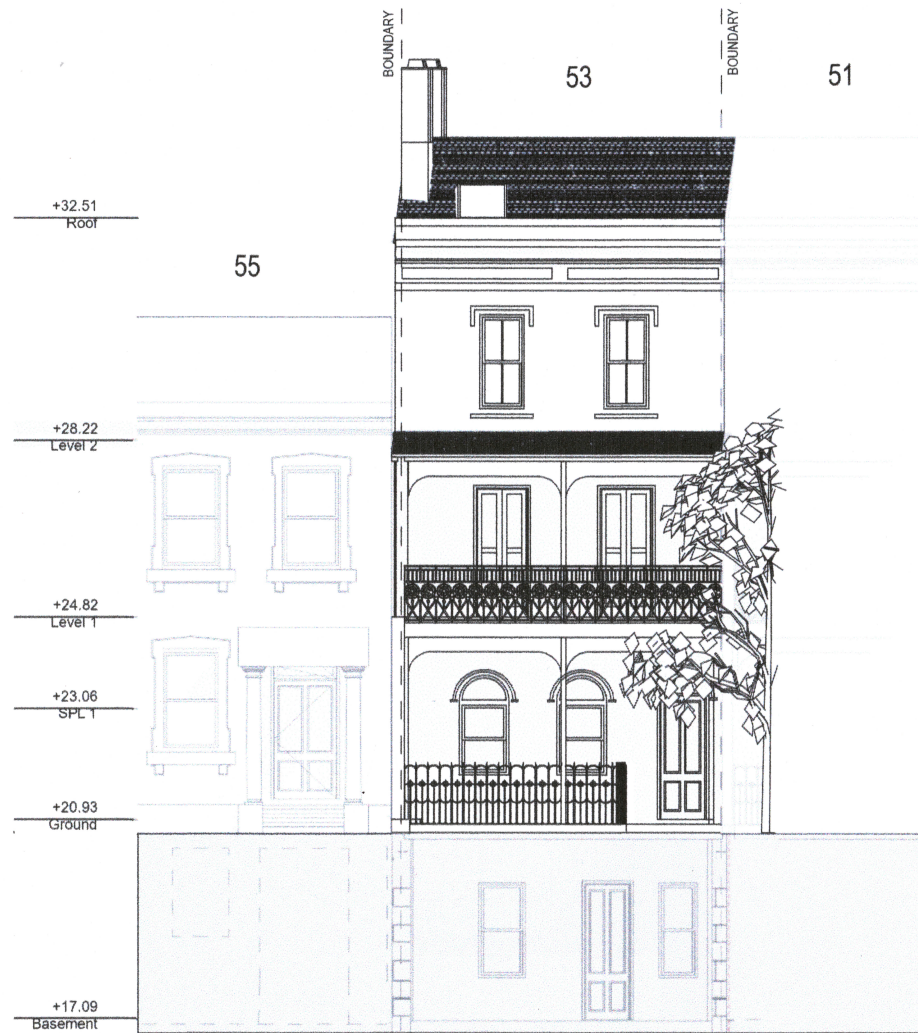 BOUNDARY
BOUNDARY
53
51
+32.51
Roof
55
+28.22
Level 2
+24.82
Level 1
+23.06
SPL 1
+20.93
Ground
+17.09
Basement